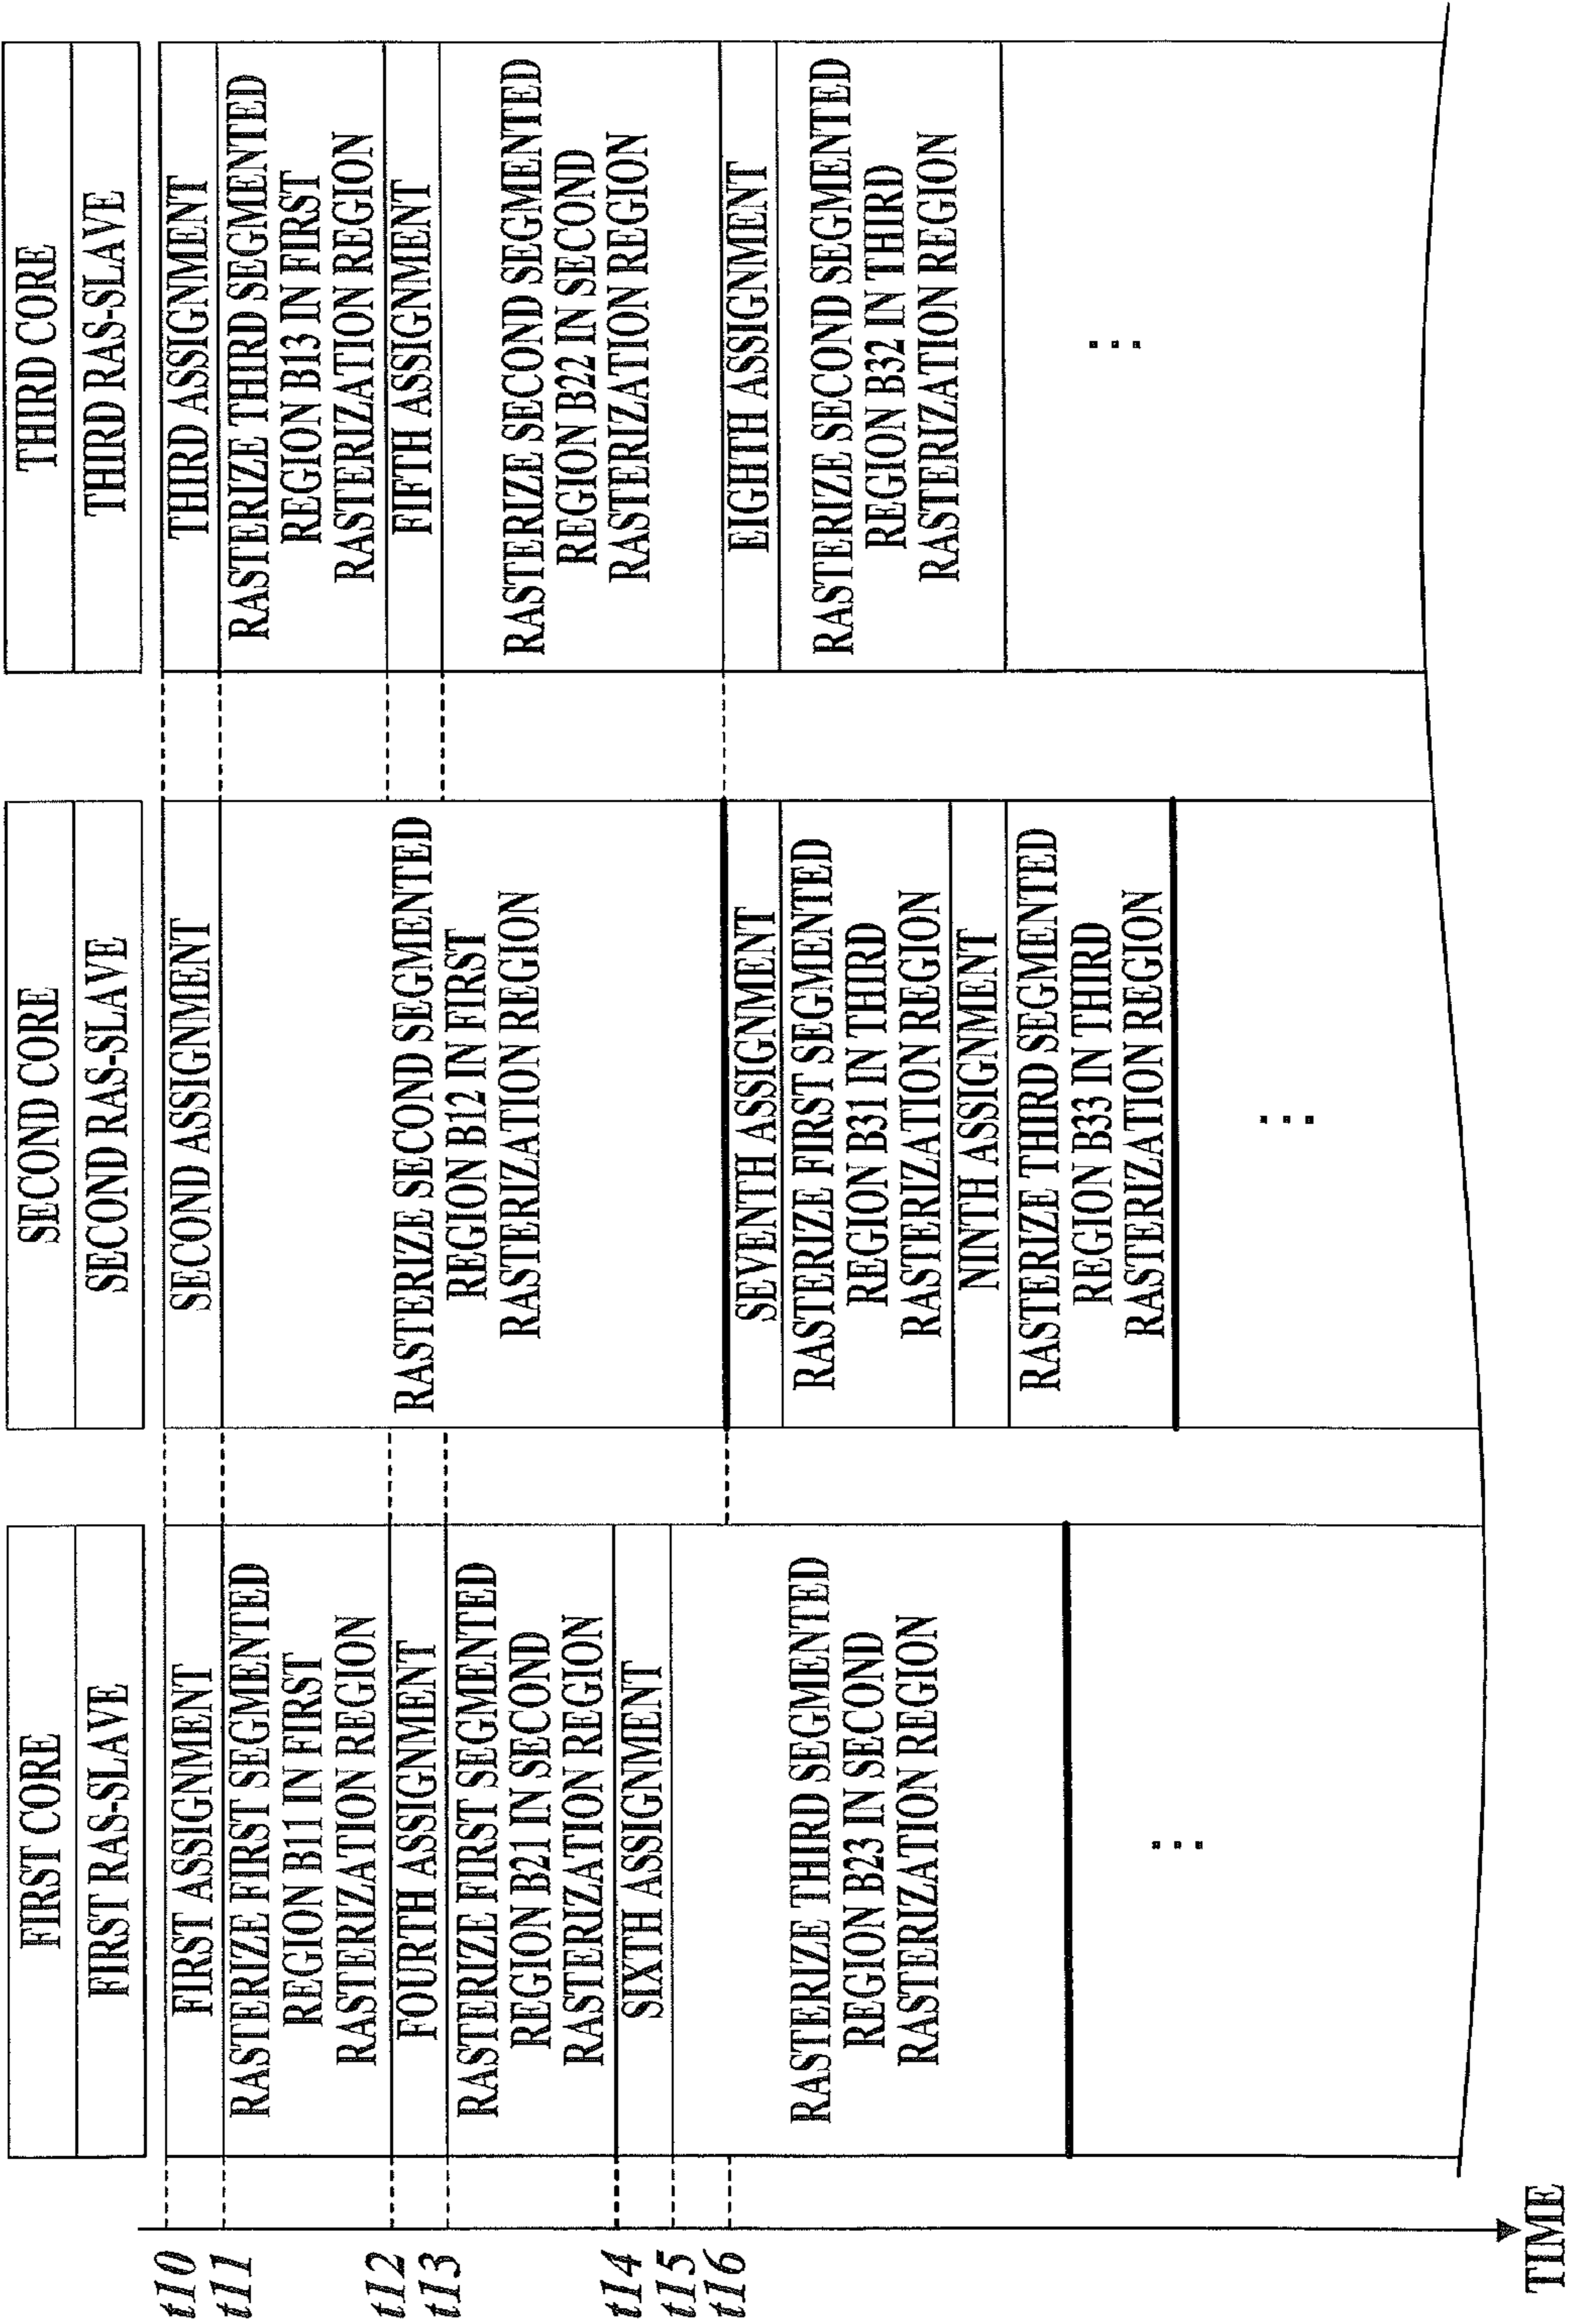 FIRST CORE
FIRST RAS-SLAVE
FIRST ASSIGNMENT
RASTERIZE FIRST SEGMENTED
REGION B11 IN FIRST
RASTERIZATION REGION
FOURTH ASSIGNMENT
RASTERIZE FIRST SEGMENTED
REGION B21 IN SECOND
RASTERIZATION REGION
SIXTH ASSIGNMENT
RASTERIZE THIRD SEGMENTED
REGION B23 IN SECOND
RASTERIZATION REGION
...
SECOND CORE
SECOND RAS-SLAVE
SECOND ASSIGNMENT
RASTERIZE SECOND SEGMENTED
REGION B12 IN FIRST
RASTERIZATION REGION
SEVENTH ASSIGNMENT
RASTERIZE FIRST SEGMENTED
REGION B31 IN THIRD
RASTERIZATION REGION
NINTH ASSIGNMENT
RASTERIZE THIRD SEGMENTED
REGION B33 IN THIRD
RASTERIZATION REGION
...
THIRD CORE
THIRD RAS-SLAVE
THIRD ASSIGNMENT
RASTERIZE THIRD SEGMENTED
REGION B13 IN FIRST
RASTERIZATION REGION
FIFTH ASSIGNMENT
RASTERIZE SECOND SEGMENTED
REGION B22 IN SECOND
RASTERIZATION REGION
EIGHTH ASSIGNMENT
RASTERIZE SECOND SEGMENTED
REGION B32 IN THIRD
RASTERIZATION REGION
...
t10
t11
t12
t13
t14
t15
t16
TIME